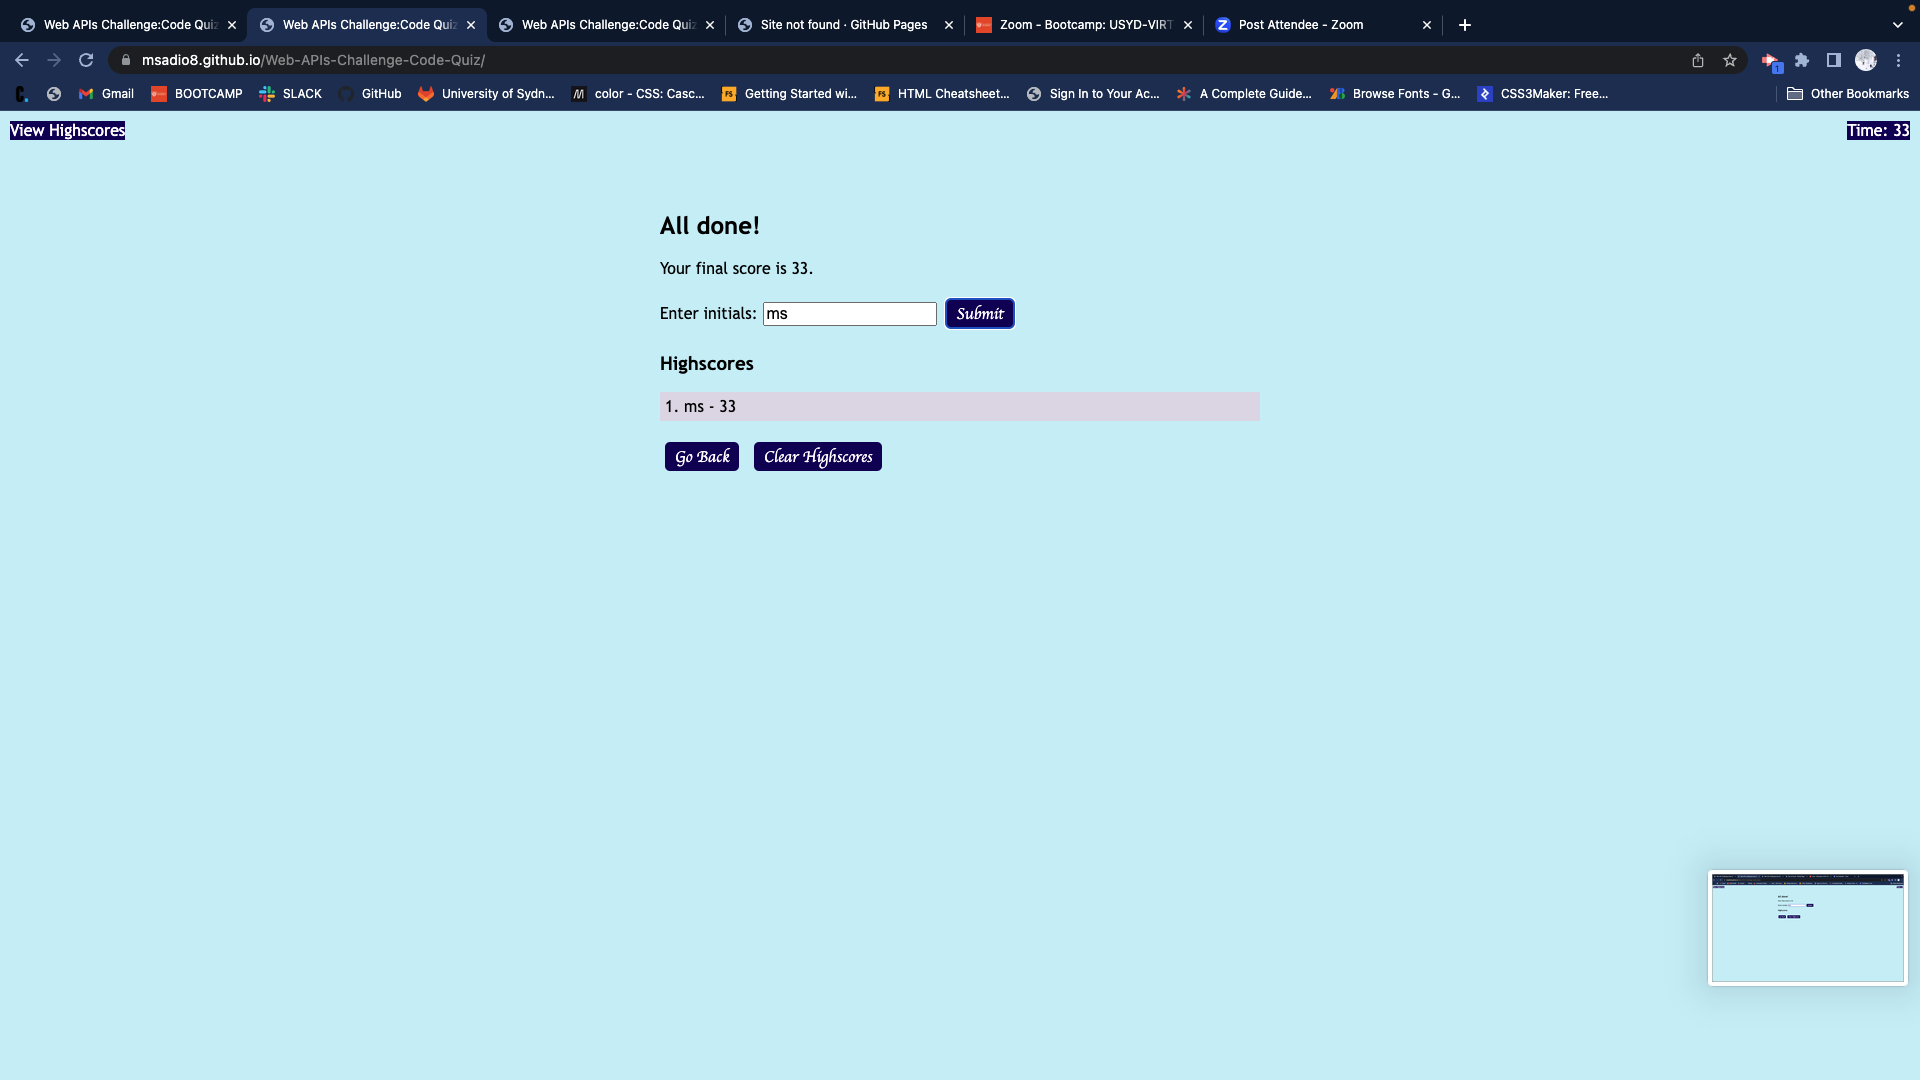 Web APIs Challenge:Code Quiz
Web APIs Challenge:Code Quiz
Web APIs Challenge:Code Quiz
Site not found · GitHub Pages
Zoom - Bootcamp: USYD-VIRT
Post Attendee - Zoom
msadio8.github.io/Web-APIs-Challenge-Code-Quiz/
1
Gmail
BOOTCAMP
SLACK
GitHub
University of Sydn...
color - CSS: Casc...
Getting Started wi...
HTML Cheatsheet...
Sign In to Your Ac...
A Complete Guide...
Browse Fonts - G...
CSS3Maker: Free...
Other Bookmarks
View Highscores
Time: 33
All done!
Your final score is 33.
Enter initials: ms Submit
Highscores
1. ms - 33
Go Back Clear Highscores